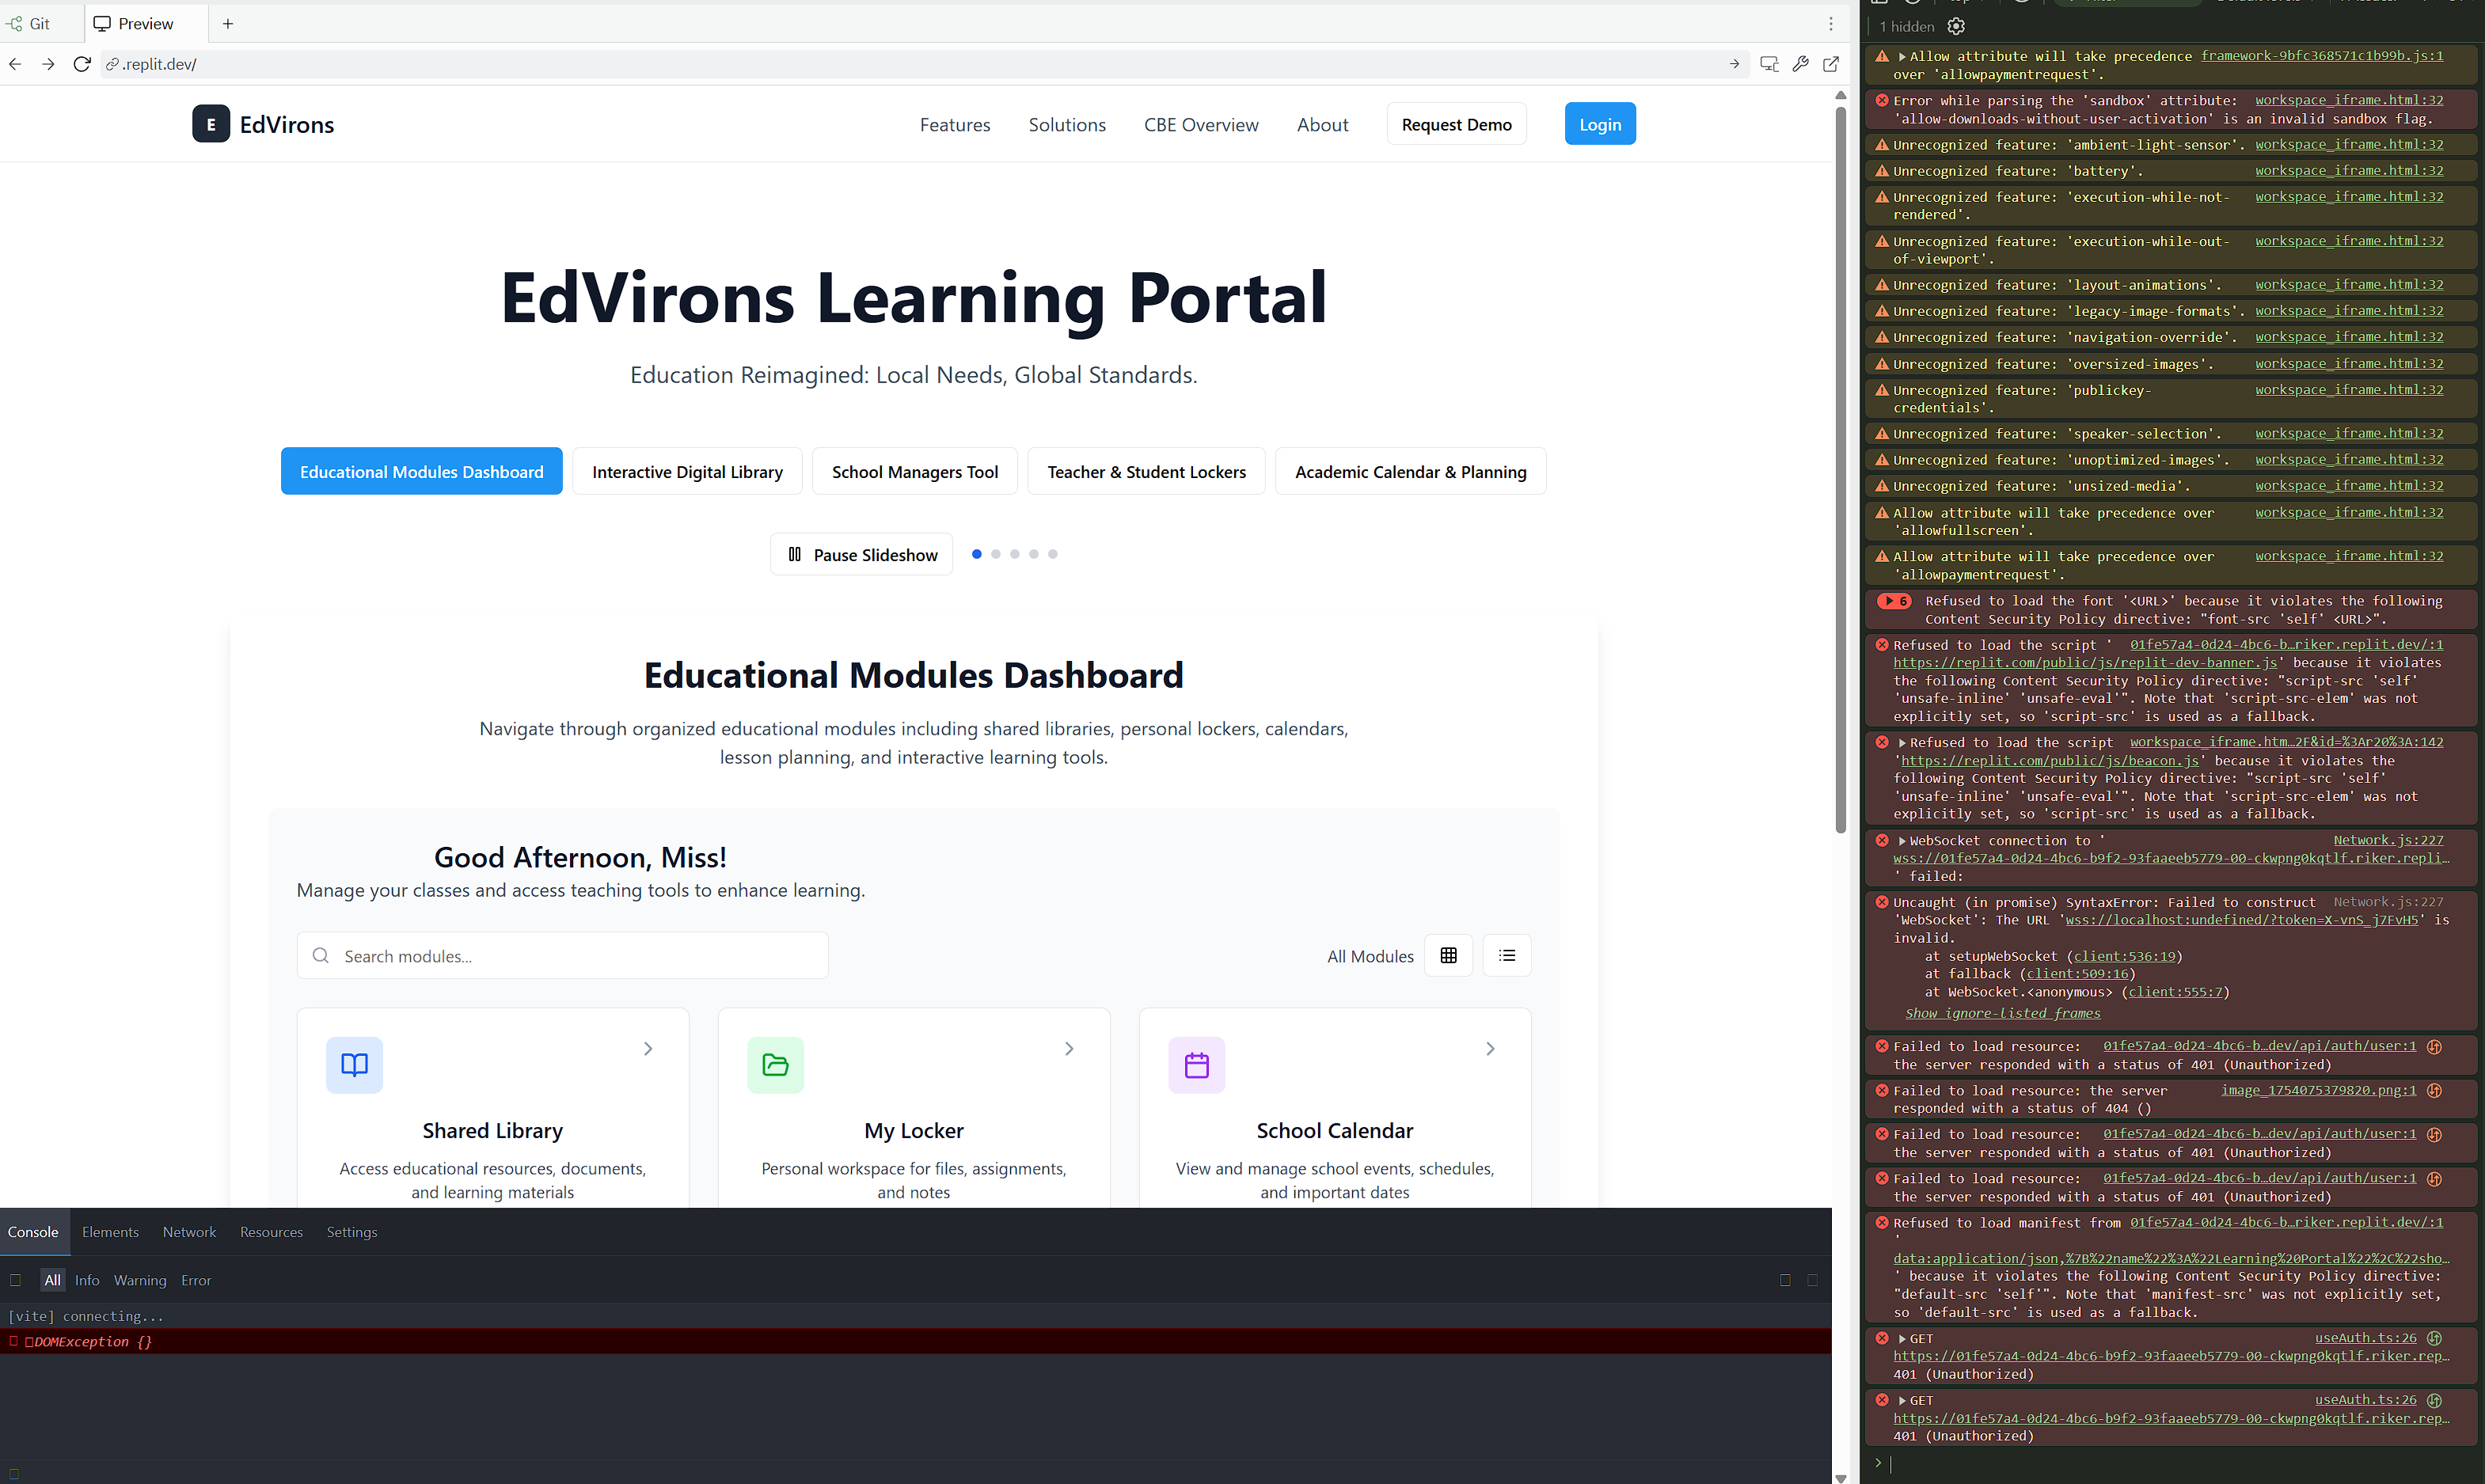 Git
Preview
.replit.dev/
E
EdVirons
Features
Solutions
CBE Overview
About
Request Demo
Login
EdVirons Learning Portal
Education Reimagined: Local Needs, Global Standards.
Educational Modules Dashboard
Interactive Digital Library
School Managers Tool
Teacher & Student Lockers
Academic Calendar & Planning
Pause Slideshow
Educational Modules Dashboard
Navigate through organized educational modules including shared libraries, personal lockers, calendars,
lesson planning, and interactive learning tools.
Good Afternoon, Miss!
Manage your classes and access teaching tools to enhance learning.
Search modules...
All Modules
Shared Library
Access educational resources, documents,
and learning materials
My Locker
Personal workspace for files, assignments,
and notes
School Calendar
View and manage school events, schedules,
and important dates
Console
Elements
Network
Resources
Settings
All
Info
Warning
Error
[vite] connecting...
DOMException {}
1 hidden
Allow attribute will take precedence framework-9bfc368571c1b99b.js:1
over 'allowpaymentrequest'.
Error while parsing the 'sandbox' attribute: workspace_iframe.html:32
'allow-downloads-without-user-activation' is an invalid sandbox flag.
Unrecognized feature: 'ambient-light-sensor'. workspace_iframe.html:32
Unrecognized feature: 'battery'. workspace_iframe.html:32
Unrecognized feature: 'execution-while-not- workspace_iframe.html:32
rendered'.
Unrecognized feature: 'execution-while-out- workspace_iframe.html:32
of-viewport'.
Unrecognized feature: 'layout-animations'. workspace_iframe.html:32
Unrecognized feature: 'legacy-image-formats'. workspace_iframe.html:32
Unrecognized feature: 'navigation-override'. workspace_iframe.html:32
Unrecognized feature: 'oversized-images'. workspace_iframe.html:32
Unrecognized feature: 'publickey- workspace_iframe.html:32
credentials'.
Unrecognized feature: 'speaker-selection'. workspace_iframe.html:32
Unrecognized feature: 'unoptimized-images'. workspace_iframe.html:32
Unrecognized feature: 'unsized-media'. workspace_iframe.html:32
Allow attribute will take precedence over workspace_iframe.html:32
'allowfullscreen'.
Allow attribute will take precedence over workspace_iframe.html:32
'allowpaymentrequest'.
6 Refused to load the font '<URL>' because it violates the following
Content Security Policy directive: "font-src 'self' <URL>".
Refused to load the script ' 01fe57a4-0d24-4bc6-b…riker.replit.dev/:1
https://replit.com/public/js/replit-dev-banner.js' because it violates
the following Content Security Policy directive: "script-src 'self'
'unsafe-inline' 'unsafe-eval'". Note that 'script-src-elem' was not
explicitly set, so 'script-src' is used as a fallback.
Refused to load the script workspace_iframe.htm…2F&id=%3Ar20%3A:142
'https://replit.com/public/js/beacon.js' because it violates the
following Content Security Policy directive: "script-src 'self'
'unsafe-inline' 'unsafe-eval'". Note that 'script-src-elem' was not
explicitly set, so 'script-src' is used as a fallback.
WebSocket connection to ' Network.js:227
wss://01fe57a4-0d24-4bc6-b9f2-93faaeeb5779-00-ckwpng0kqtlf.riker.repli…
' failed:
Uncaught (in promise) SyntaxError: Failed to construct Network.js:227
'WebSocket': The URL 'wss://localhost:undefined/?token=X-vnS_j7FvH5' is
invalid.
at setupWebSocket (client:536:19)
at fallback (client:509:16)
at WebSocket.<anonymous> (client:555:7)
Show ignore-listed frames
Failed to load resource: 01fe57a4-0d24-4bc6-b…dev/api/auth/user:1
the server responded with a status of 401 (Unauthorized)
Failed to load resource: the server image_1754075379820.png:1
responded with a status of 404 ()
Failed to load resource: 01fe57a4-0d24-4bc6-b…dev/api/auth/user:1
the server responded with a status of 401 (Unauthorized)
Failed to load resource: 01fe57a4-0d24-4bc6-b…dev/api/auth/user:1
the server responded with a status of 401 (Unauthorized)
Refused to load manifest from 01fe57a4-0d24-4bc6-b…riker.replit.dev/:1
'
data:application/json,%7B%22name%22%3A%22Learning%20Portal%22%2C%22sho…
' because it violates the following Content Security Policy directive:
"default-src 'self'". Note that 'manifest-src' was not explicitly set,
so 'default-src' is used as a fallback.
GET useAuth.ts:26
https://01fe57a4-0d24-4bc6-b9f2-93faaeeb5779-00-ckwpng0kqtlf.riker.rep…
401 (Unauthorized)
GET useAuth.ts:26
https://01fe57a4-0d24-4bc6-b9f2-93faaeeb5779-00-ckwpng0kqtlf.riker.rep…
401 (Unauthorized)